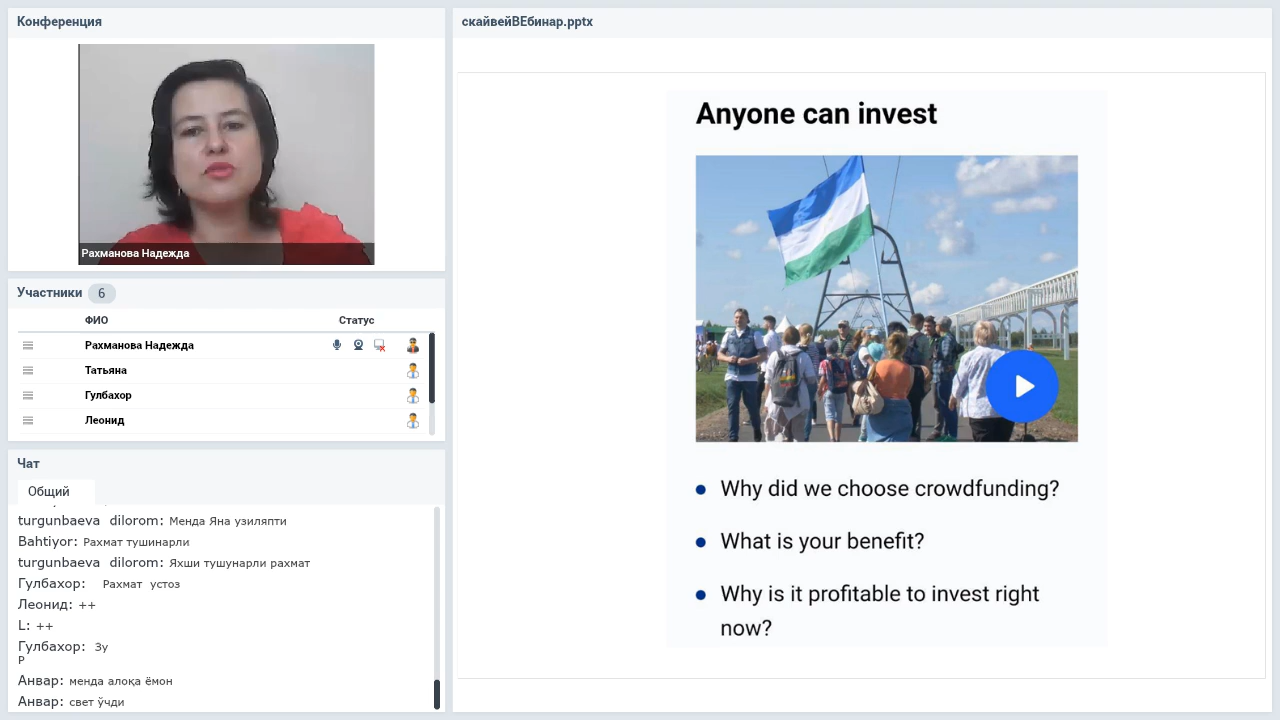 Конференция
Рахманова Надежда
Участники 6
ФИО Статус
Рахманова Надежда
Татьяна
Гулбахор
Леонид
Чат
Общий
turgunbaeva dilorom: Менда Яна узиляпти
Bahtiyor: Рахмат тушинарли
turgunbaeva dilorom: Яхши тушунарли рахмат
Гулбахор: Рахмат устоз
Леонид: ++
L: ++
Гулбахор: Зу
Р
Анвар: менда алоқа ёмон
Анвар: свет ўчди
скайвейВЕбинар.pptx
Anyone can invest
Why did we choose crowdfunding?
What is your benefit?
Why is it profitable to invest right
now?